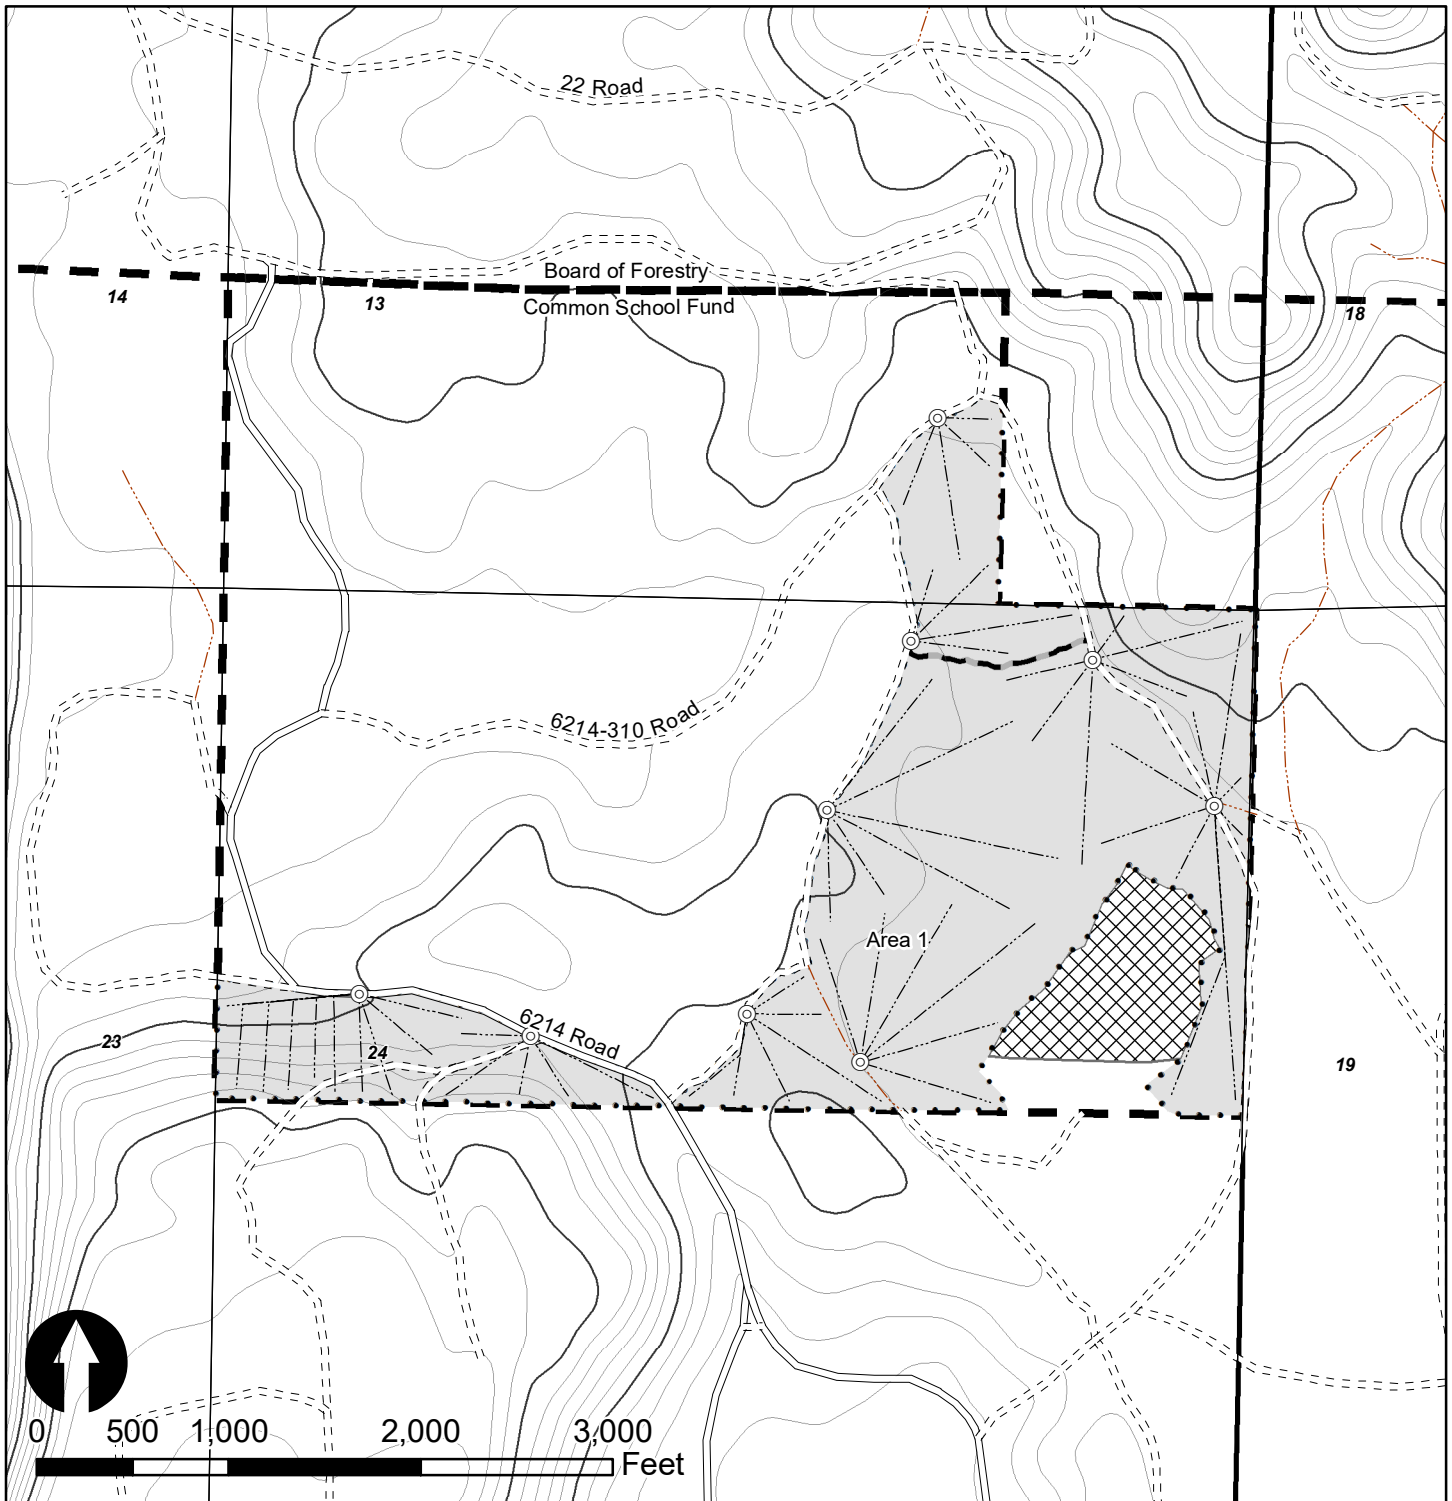 22 Road
Board of Forestry
14
13
Common School Fund
18
6214-310 Road
Area 1
6214 Road
23
24
19
0 500 1,000 2,000 3,000
Feet